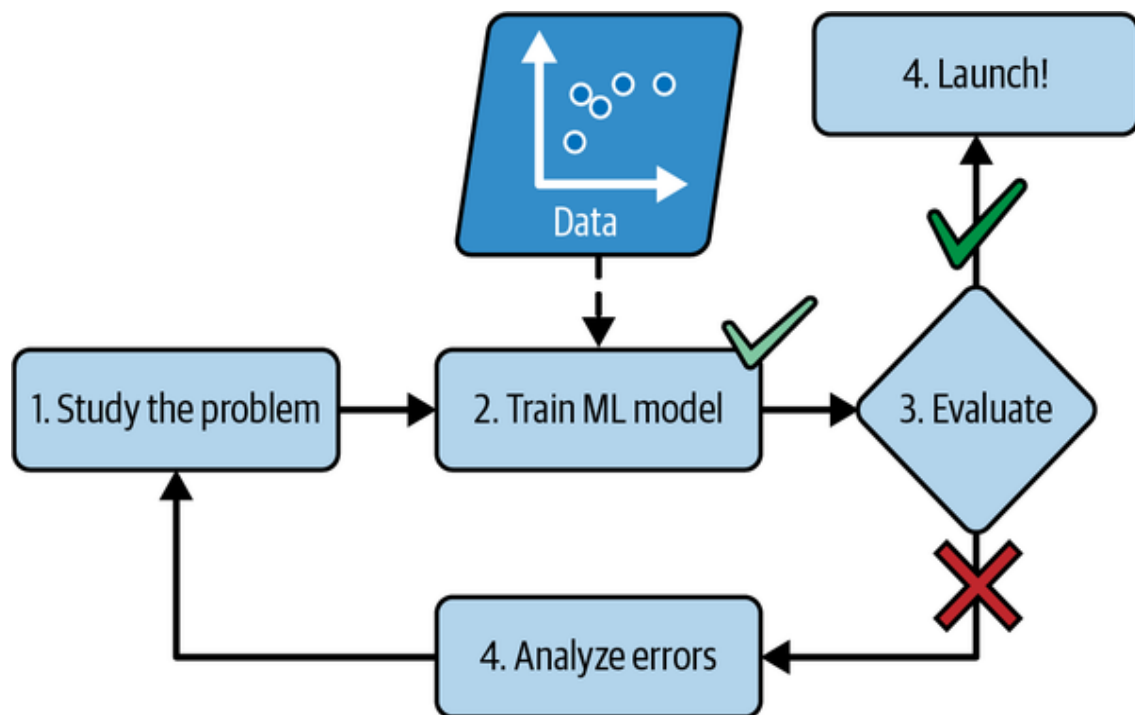 4. Launch!
Data
1. Study the problem
2. Train ML model
3. Evaluate
4. Analyze errors